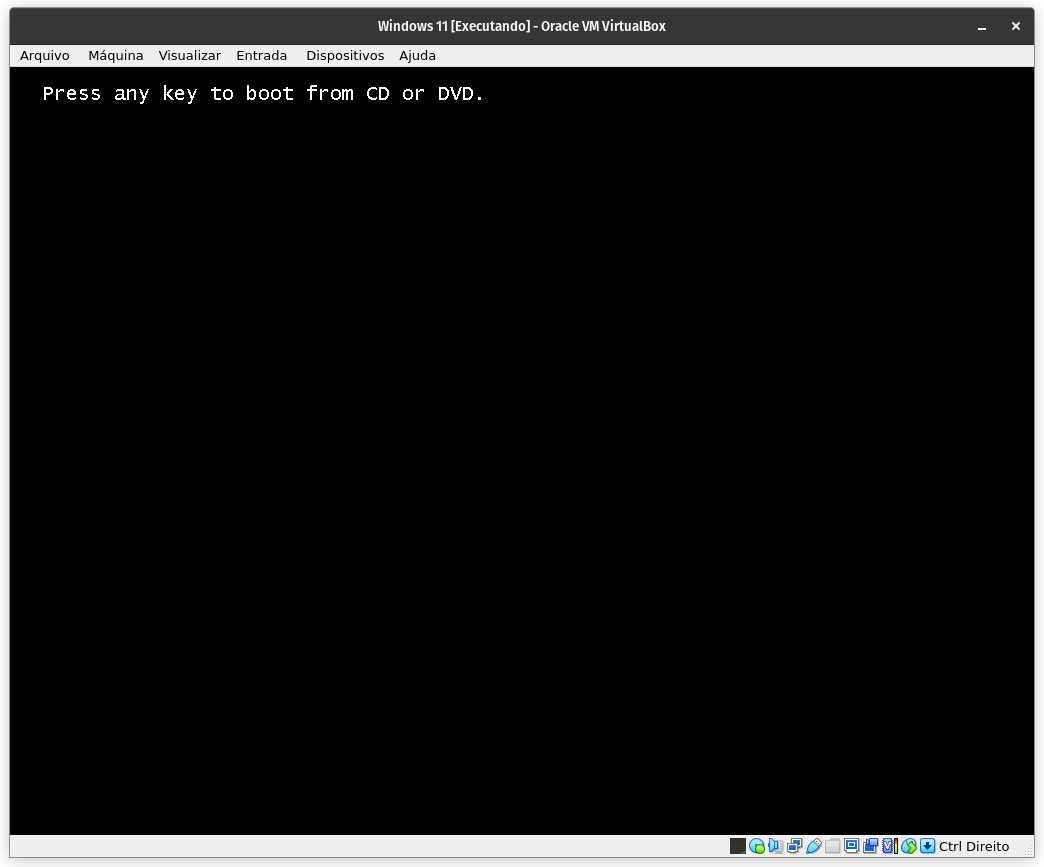 Windows 11 [Executando] - Oracle VM VirtualBox
Arquivo Máquina Visualizar Entrada Dispositivos Ajuda
Press any key to boot from CD or DVD.
Ctrl Direito